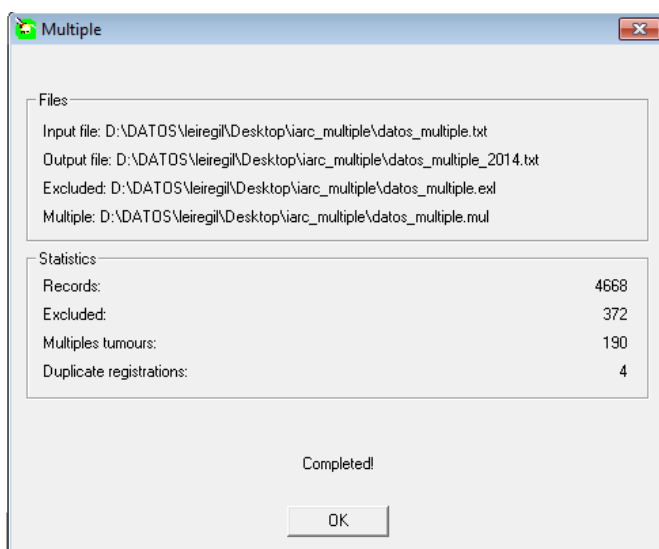 Multiple
Files
Input file: D:\DATOS\leiregil\Desktop\iarc_multiple\datos_multiple.txt
Output file: D:\DATOS\leiregil\Desktop\iarc_multiple\datos_multiple_2014.txt
Excluded: D:\DATOS\leiregil\Desktop\iarc_multiple\datos_multiple.exl
Multiple: D:\DATOS\leiregil\Desktop\iarc_multiple\datos_multiple.mul
Statistics
Records: 4668
Excluded: 372
Multiples tumours: 190
Duplicate registrations: 4
Completed!
OK